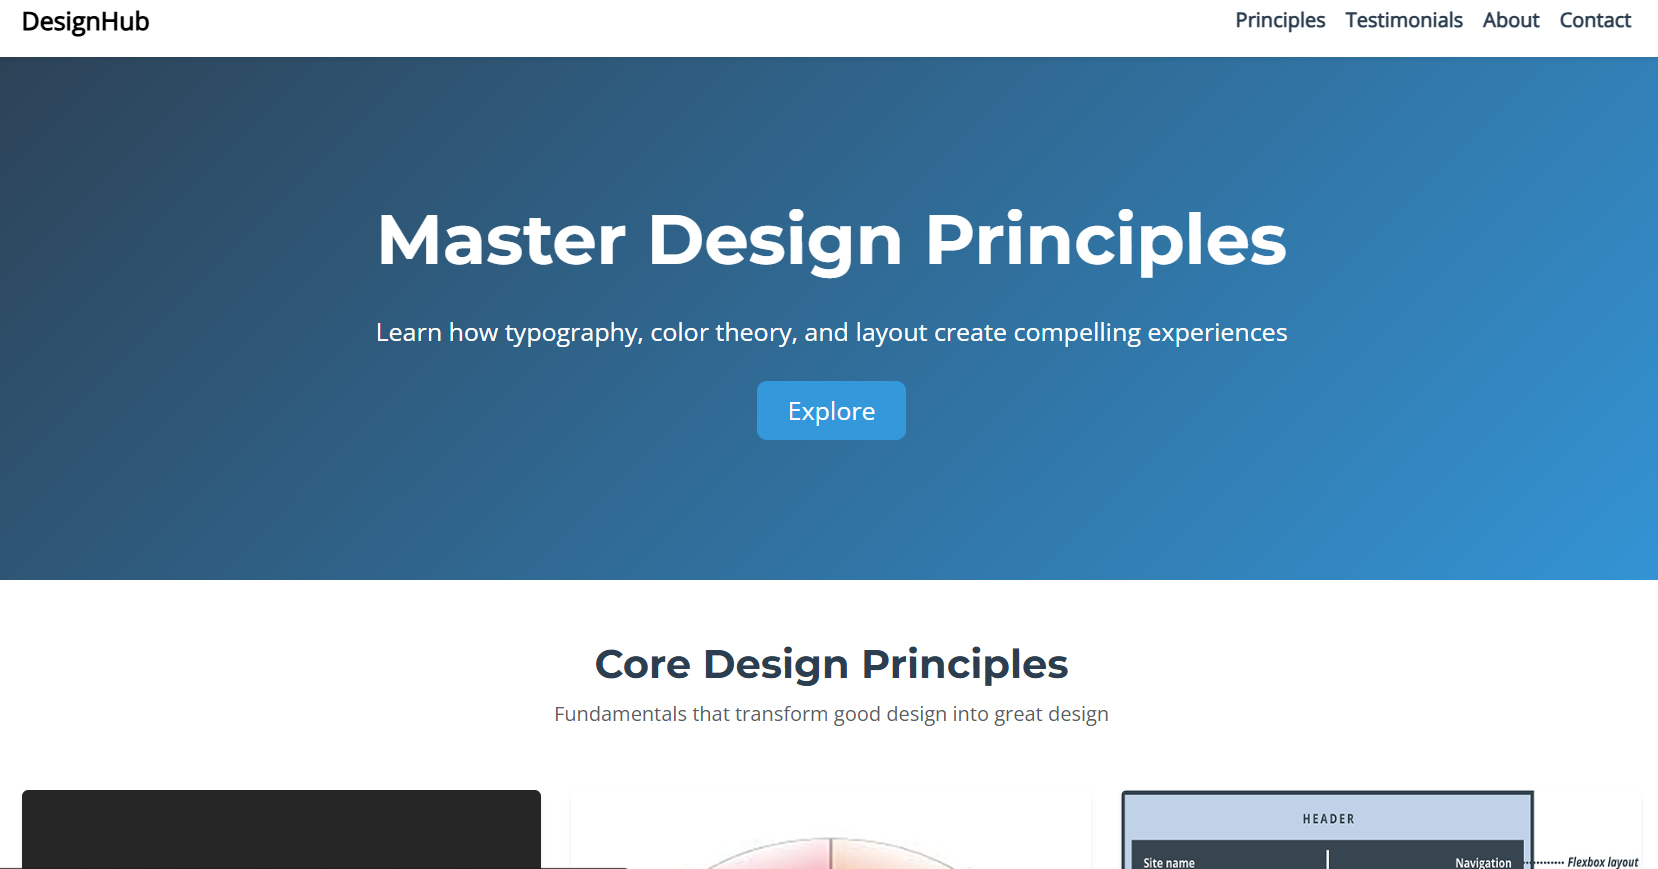 DesignHub
Principles Testimonials About Contact
Master Design Principles
Learn how typography, color theory, and layout create compelling experiences
Explore
Core Design Principles
Fundamentals that transform good design into great design
HEADER
Site name
Navigation
Flexbox layout